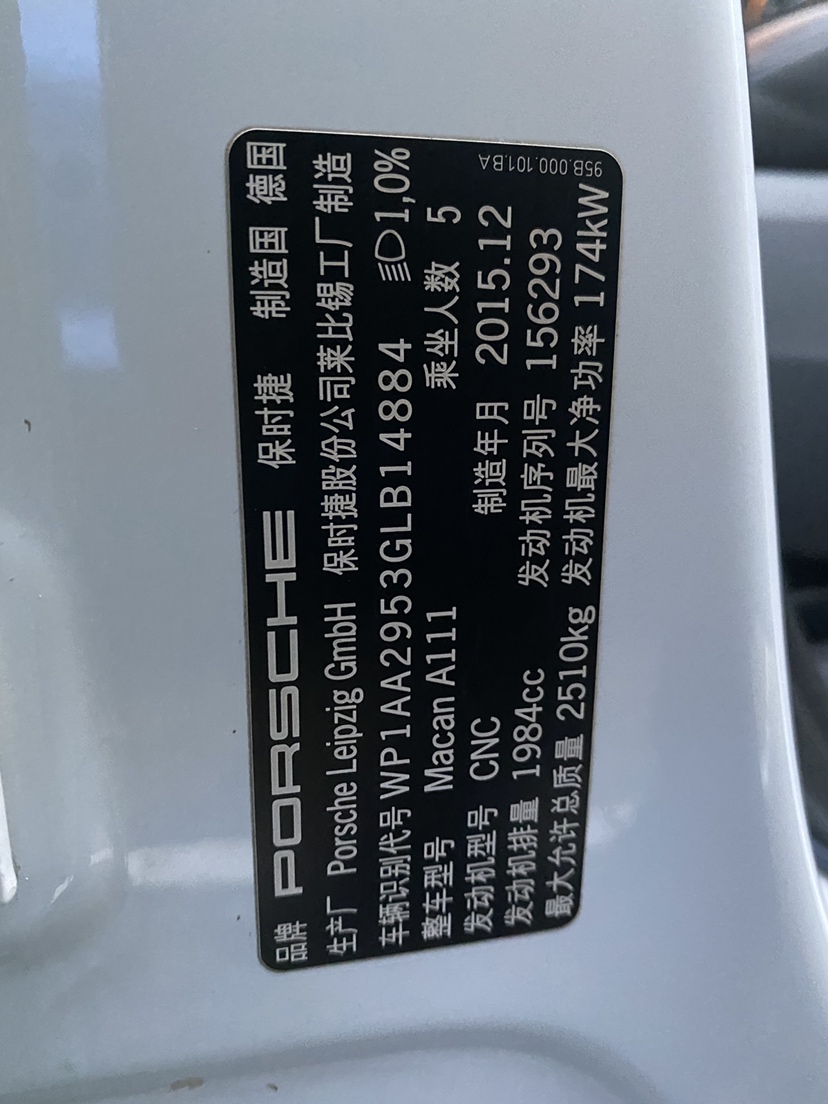 品牌 PORSCHE 保时捷 制造国 德国
生产厂 Porsche Leipzig GmbH 保时捷股份公司莱比锡工厂制造
车辆识别代号 WP1AA2953GLB14884 1,0%
整车型号 Macan A111 乘坐人数 5
发动机型号 CNC 制造年月 2015.12
发动机排量 1984cc 发动机序列号 156293
最大允许总质量 2510kg 发动机最大净功率 174kW
95B.000.101.BA